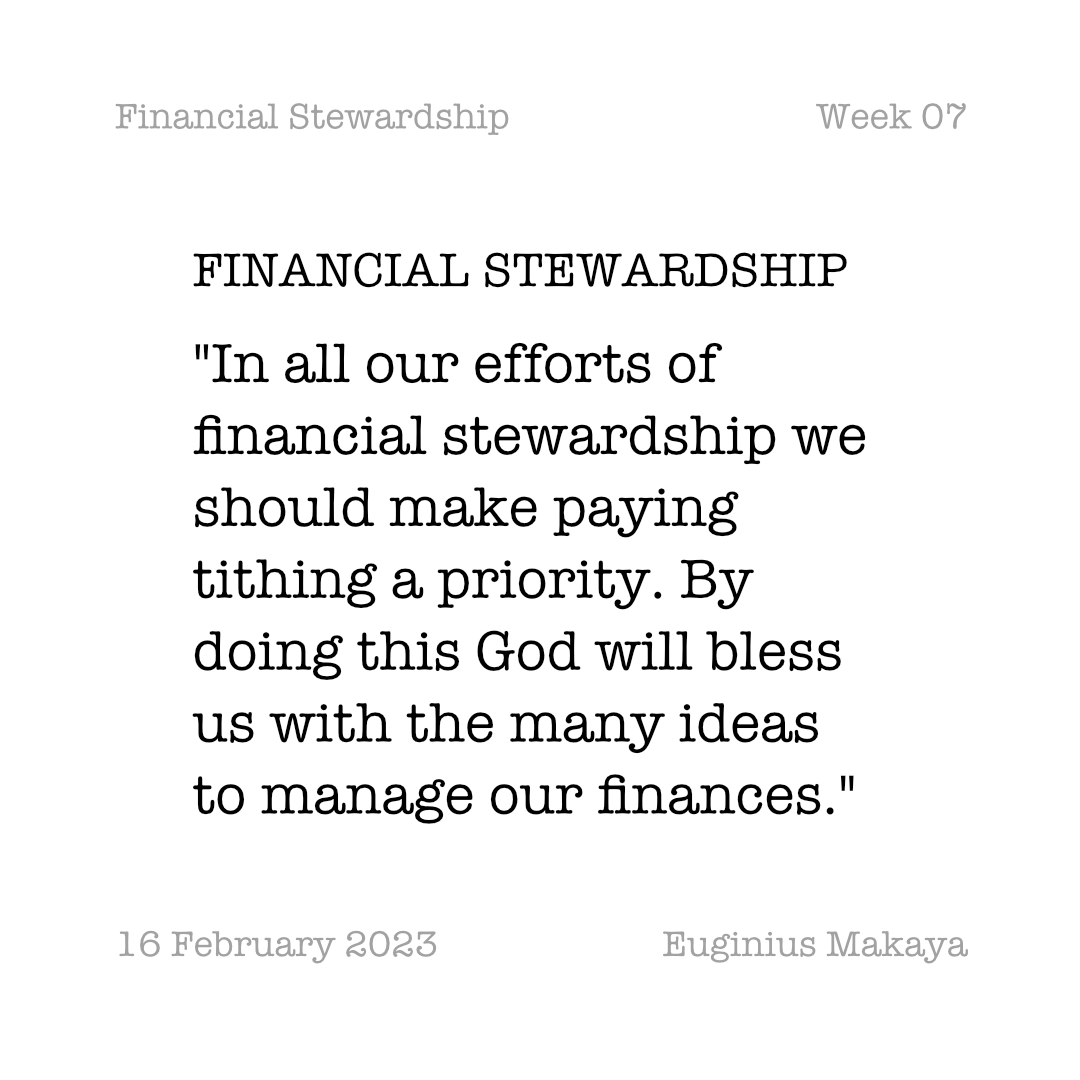 Financial Stewardship
Week 07
FINANCIAL STEWARDSHIP
"In all our efforts of
financial stewardship we
should make paying
tithing a priority. By
doing this God will bless
us with the many ideas
to manage our finances."
16 February 2023
Euginius Makaya